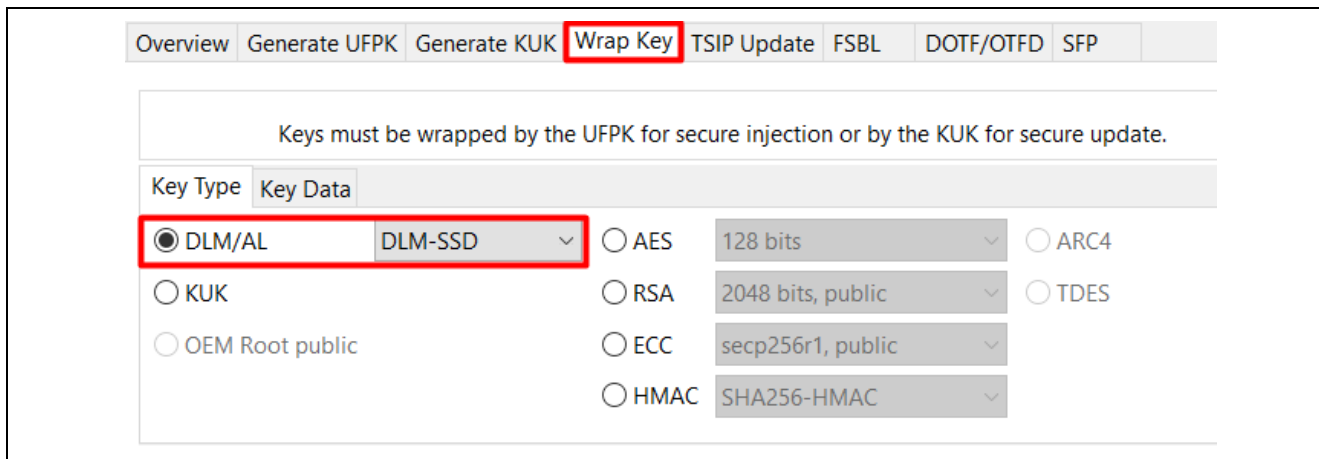 Overview Generate UFPK Generate KUK Wrap Key TSIP Update FSBL DOTF/OTFD SFP
Keys must be wrapped by the UFPK for secure injection or by the KUK for secure update.
Key Type Key Data
DLM/AL DLM-SSD AES 128 bits ARC4
KUK RSA 2048 bits, public TDES
OEM Root public ECC secp256r1, public
HMAC SHA256-HMAC